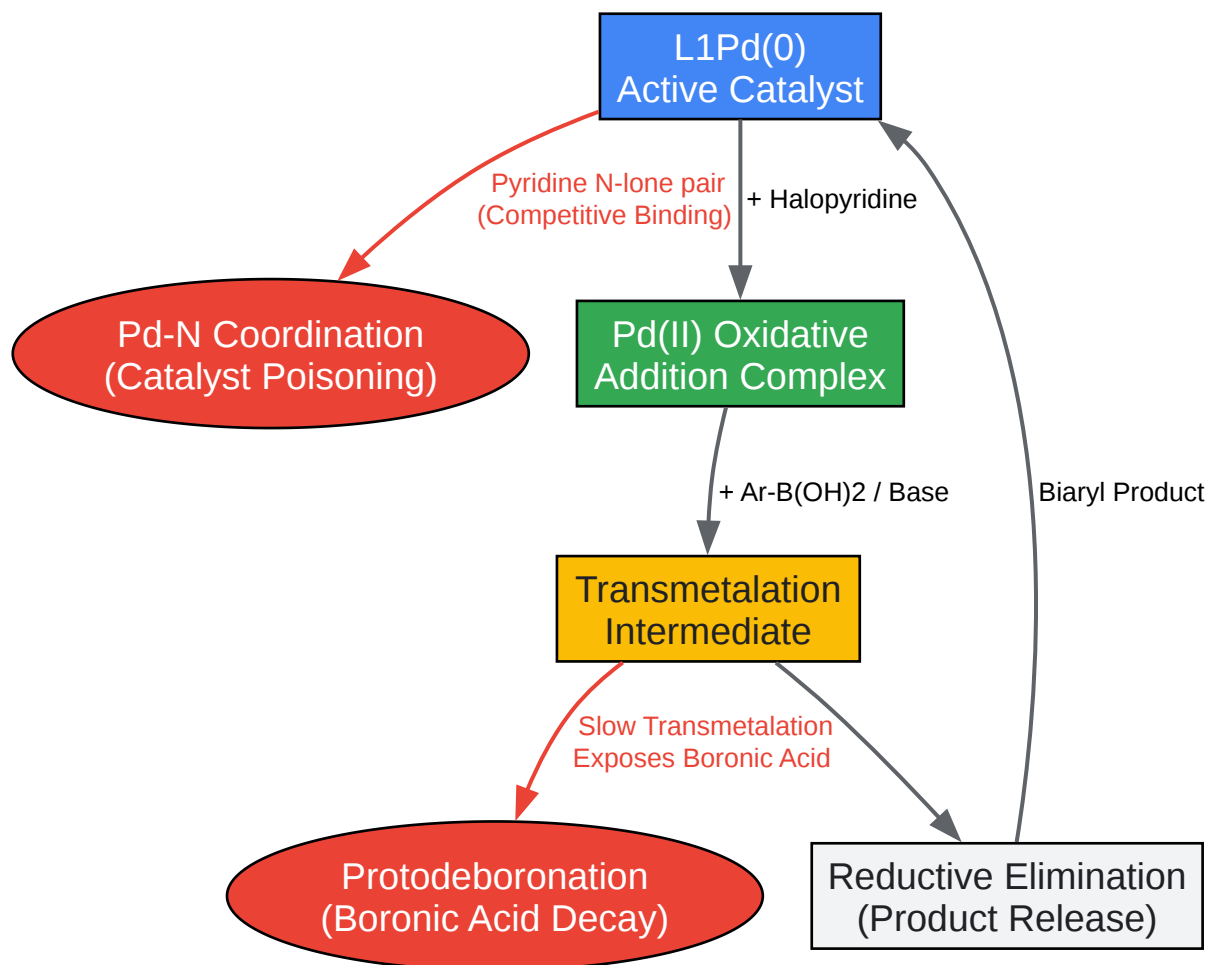 L1Pd(0)
Active Catalyst
Pyridine N-lone pair
(Competitive Binding)
+ Halopyridine
Pd-N Coordination
(Catalyst Poisoning)
Pd(II) Oxidative
Addition Complex
+ Ar-B(OH)2 / Base
Biaryl Product
Transmetalation
Intermediate
Slow Transmetalation
Exposes Boronic Acid
Protodeboronation
(Boronic Acid Decay)
Reductive Elimination
(Product Release)